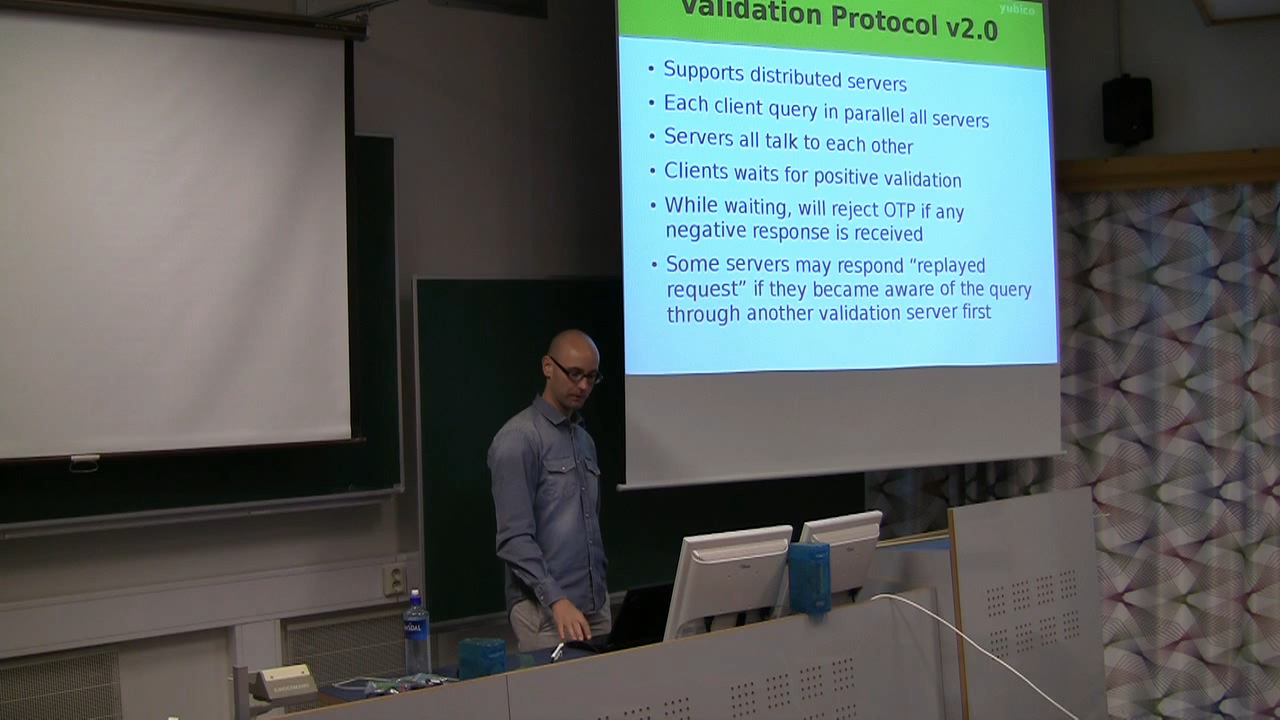 yubico
Validation Protocol v2.0
• Supports distributed servers
• Each client query in parallel all servers
• Servers all talk to each other
• Clients waits for positive validation
• While waiting, will reject OTP if any
negative response is received
• Some servers may respond “replayed
request” if they became aware of the query
through another validation server first